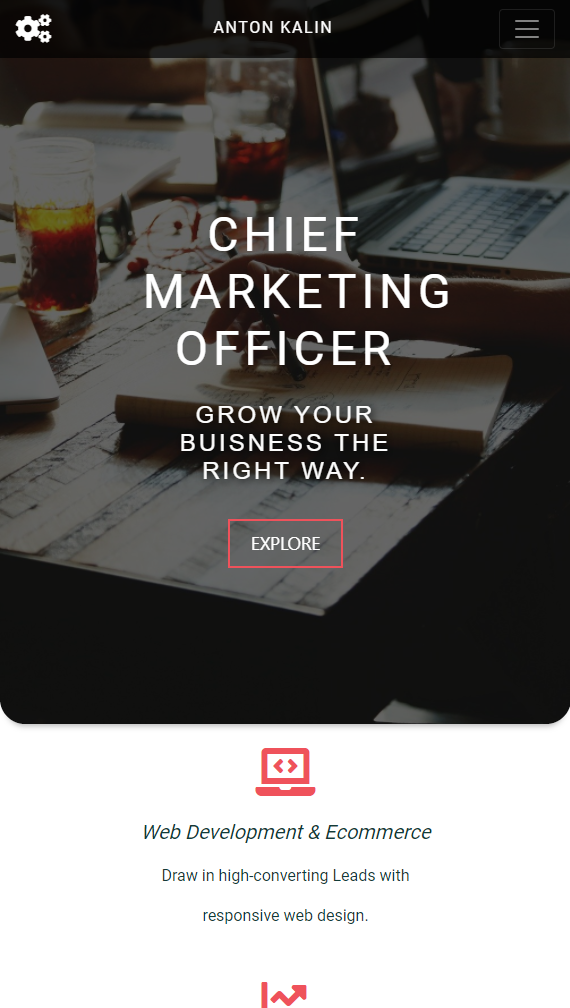 ANTON KALIN
CHIEF
MARKETING
OFFICER
GROW YOUR
BUISNESS THE
RIGHT WAY.
EXPLORE
Web Development & Ecommerce
Draw in high-converting Leads with
responsive web design.